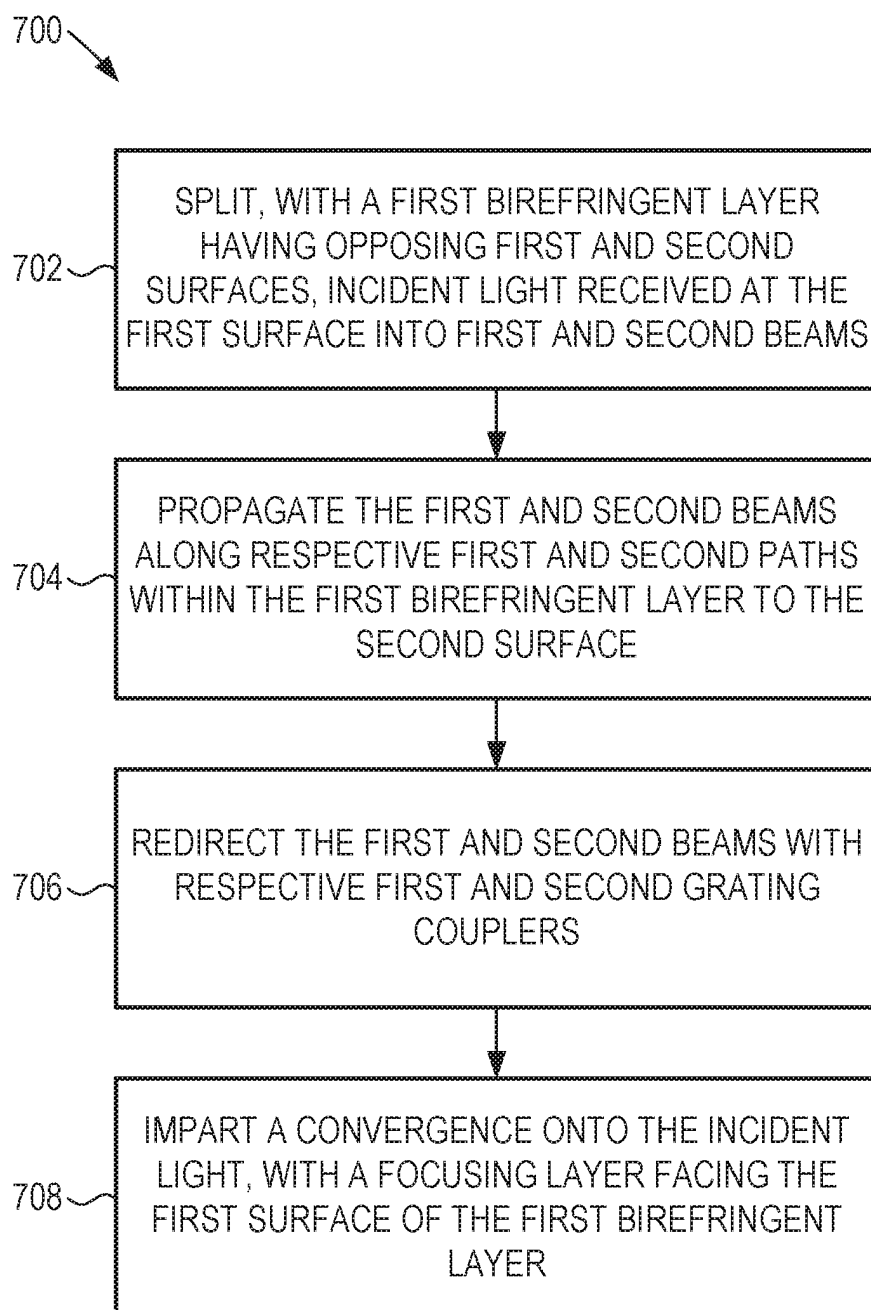 700
SPLIT, WITH A FIRST BIREFRINGENT LAYER
HAVING OPPOSING FIRST AND SECOND
702
SURFACES, INCIDENT LIGHT RECEIVED AT THE
FIRST SURFACE INTO FIRST AND SECOND BEAMS
PROPAGATE THE FIRST AND SECOND BEAMS
ALONG RESPECTIVE FIRST AND SECOND PATHS
704
WITHIN THE FIRST BIREFRINGENT LAYER TO THE
SECOND SURFACE
REDIRECT THE FIRST AND SECOND BEAMS WITH
706
RESPECTIVE FIRST AND SECOND GRATING
COUPLERS
IMPART A CONVERGENCE ONTO THE INCIDENT
LIGHT, WITH A FOCUSING LAYER FACING THE
708
FIRST SURFACE OF THE FIRST BIREFRINGENT
LAYER